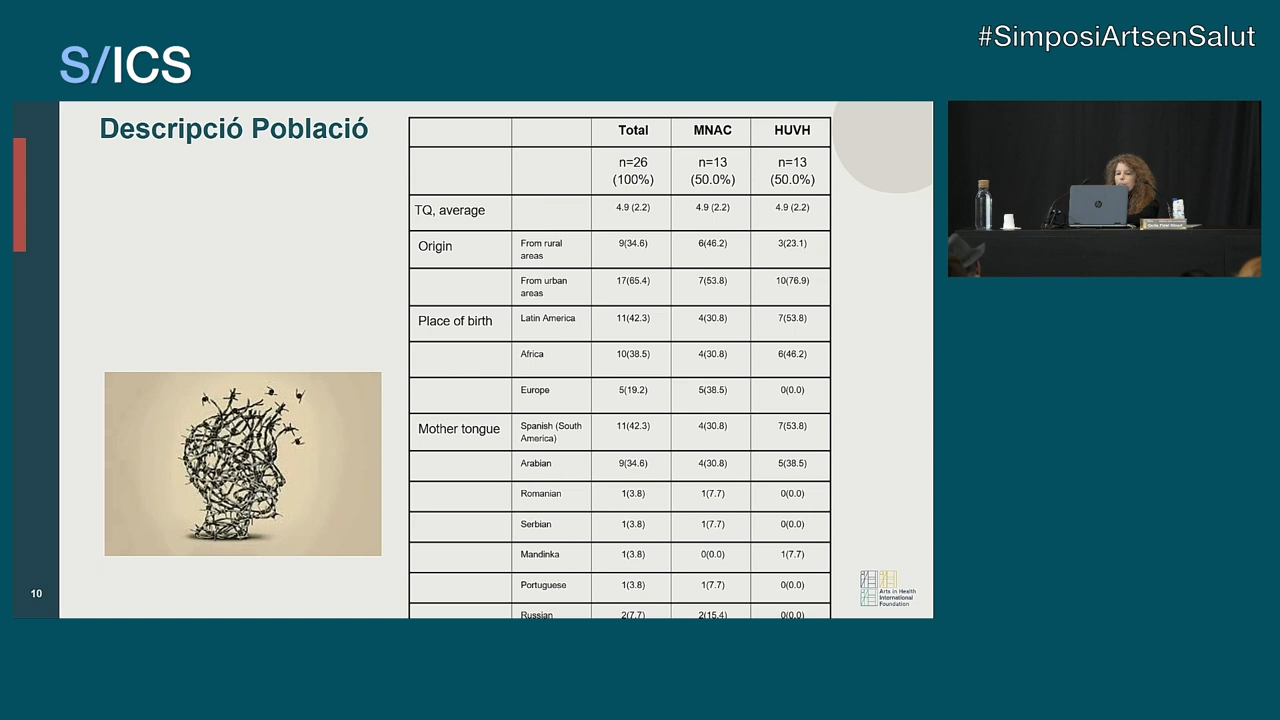 #SimposiArtsenSalut
S/ICS
Descripció Població
Total MNAC HUVH
n=26 n=13 n=13
(100%) (50.0%) (50.0%)
TQ, average 4.9 (2.2) 4.9 (2.2) 4.9 (2.2)
Origin From rural areas 9(34.6) 6(46.2) 3(23.1)
From urban areas 17(65.4) 7(53.8) 10(76.9)
Place of birth Latin America 11(42.3) 4(30.8) 7(53.8)
Africa 10(38.5) 4(30.8) 6(46.2)
Europe 5(19.2) 5(38.5) 0(0.0)
Mother tongue Spanish (South America) 11(42.3) 4(30.8) 7(53.8)
Arabian 9(34.6) 4(30.8) 5(38.5)
Romanian 1(3.8) 1(7.7) 0(0.0)
Serbian 1(3.8) 1(7.7) 0(0.0)
Mandinka 1(3.8) 0(0.0) 1(7.7)
Portuguese 1(3.8) 1(7.7) 0(0.0)
Russian 2(7.7) 2(15.4) 0(0.0)
10
Arts in Health
International
Foundation
hp